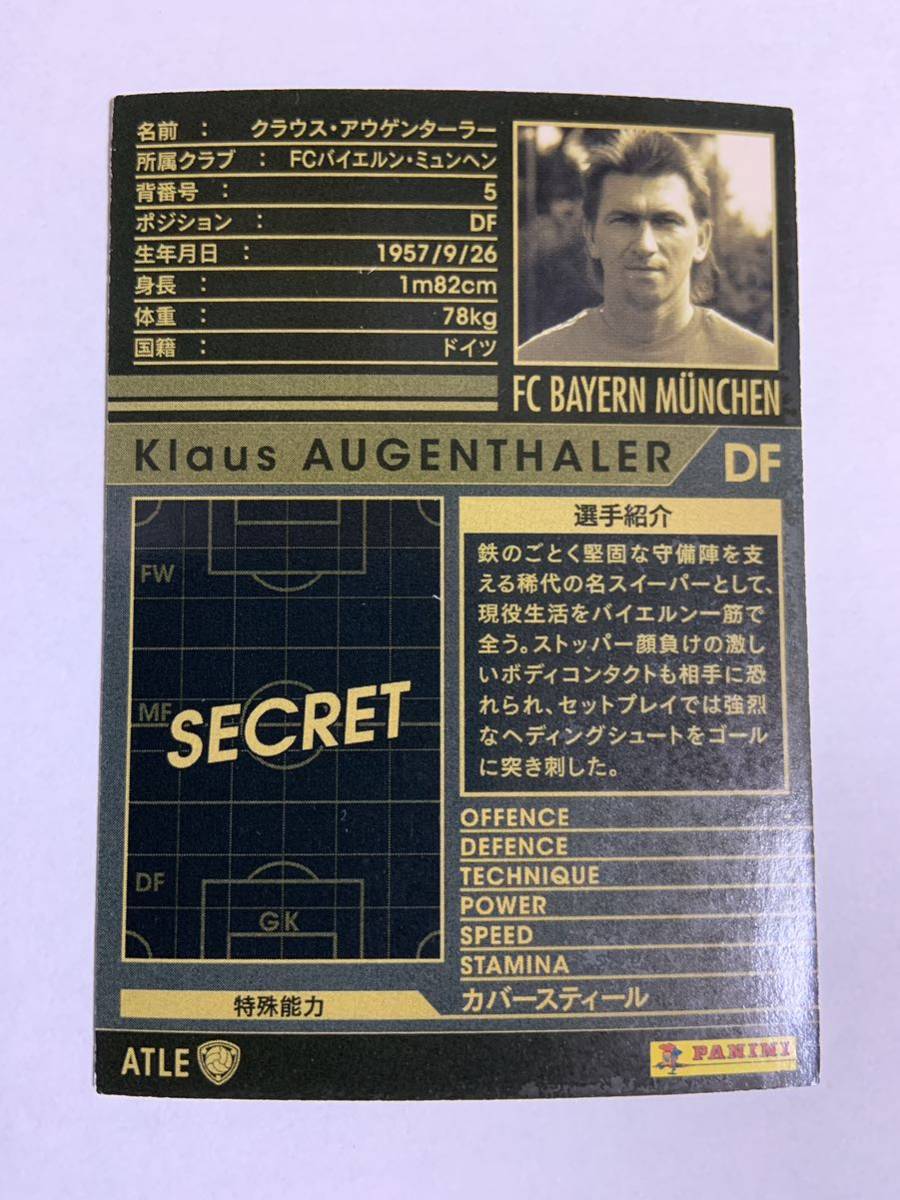 名前 : クラウス・アウゲンターラー
所属クラブ : FCバイエルン・ミュンヘン
背番号 : 5
ポジション : DF
生年月日 : 1957/9/26
身長 : 1m82cm
体重 : 78kg
国籍 : ドイツ
FC BAYERN MÜNCHEN
Klaus AUGENTHALER DF
FW
MF
SECRET
DF
GK
選手紹介
鉄のごとく堅固な守備陣を支
える稀代の名スイーパーとして、
現役生活をバイエルン一筋で
全う。ストッパー顔負けの激し
いボディコンタクトも相手に恐
れられ、セットプレイでは強烈
なヘディングシュートをゴール
に突き刺した。
OFFENCE
DEFENCE
TECHNIQUE
POWER
SPEED
STAMINA
特殊能力 カバースティール
ATLE
PANINI